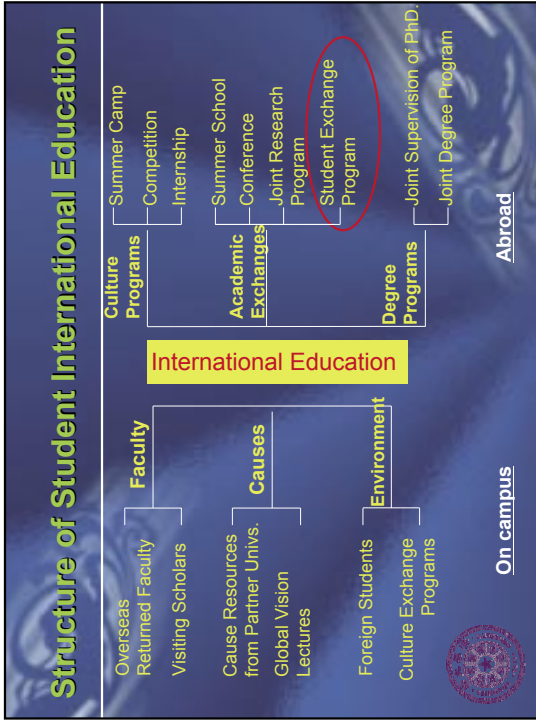 Structure of Student International Education
Overseas
Returned Faculty
Visiting Scholars
Faculty
Cause Resources
from Partner Univs.
Global Vision
Lectures
Causes
Foreign Students
Culture Exchange
Programs
Environment
On campus
International Education
Culture
Programs
Summer Camp
Competition
Internship
Academic
Exchanges
Summer School
Conference
Joint Research
Program
Student Exchange
Program
Degree
Programs
Joint Supervision of PhD.
Joint Degree Program
Abroad